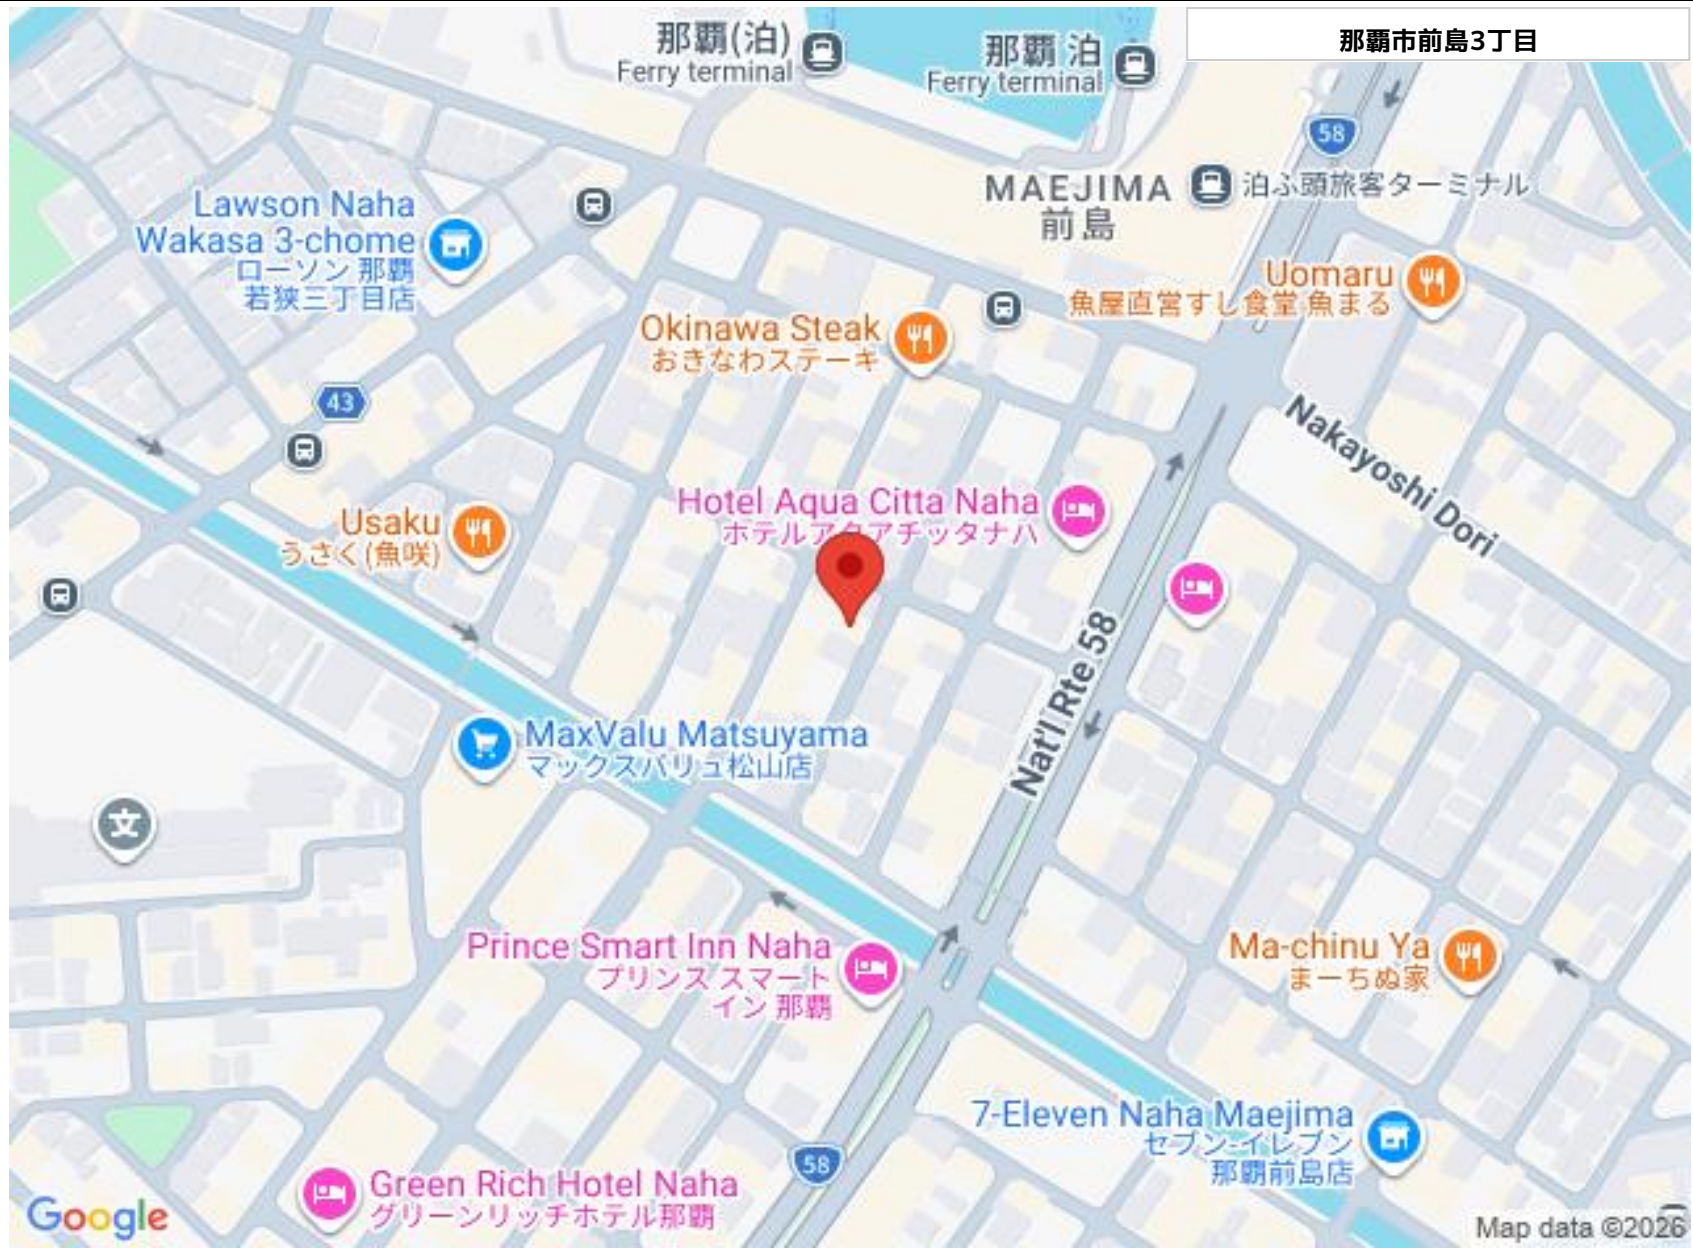 那覇市前島3丁目
那覇(泊)
Ferry terminal
那覇 泊
Ferry terminal
58
MAEJIMA
前島
泊ふ頭旅客ターミナル
Lawson Naha
Wakasa 3-chome
ローソン 那覇
若狭三丁目店
Uomaru
魚屋直営すし食堂 魚まる
Okinawa Steak
おきなわステーキ
43
Nakayoshi Dori
Hotel Aqua Citta Naha
ホテルアクアチッタナハ
Usaku
うさく(魚咲)
Nat'l Rte 58
MaxValu Matsuyama
マックスバリュ松山店
文
Prince Smart Inn Naha
プリンス スマート
イン 那覇
Ma-chinu Ya
まーちぬ家
7-Eleven Naha Maejima
セブン-イレブン
那覇前島店
58
Green Rich Hotel Naha
グリーンリッチホテル那覇
Google
Map data ©2026